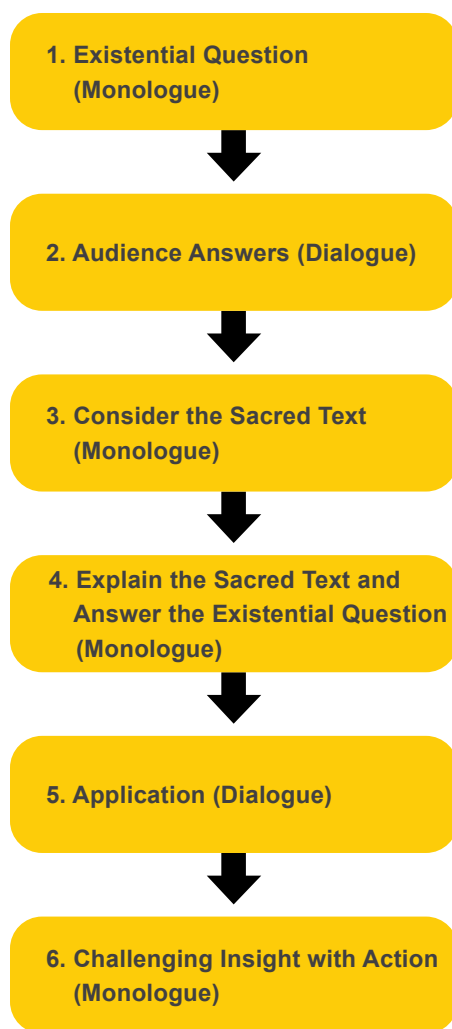 1. Existential Question
(Monologue)
2. Audience Answers (Dialogue)
3. Consider the Sacred Text
(Monologue)
4. Explain the Sacred Text and
Answer the Existential Question
(Monologue)
5. Application (Dialogue)
6. Challenging Insight with Action
(Monologue)